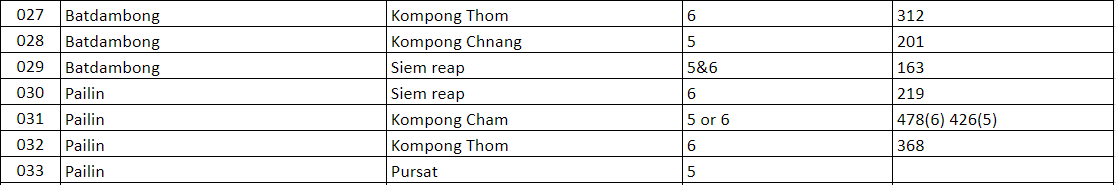 027 Batdambong Kompong Thom 6 312
028 Batdambong Kompong Chnang 5 201
029 Batdambong Siem reap 5&6 163
030 Pailin Siem reap 6 219
031 Pailin Kompong Cham 5 or 6 478(6) 426(5)
032 Pailin Kompong Thom 6 368
033 Pailin Pursat 5